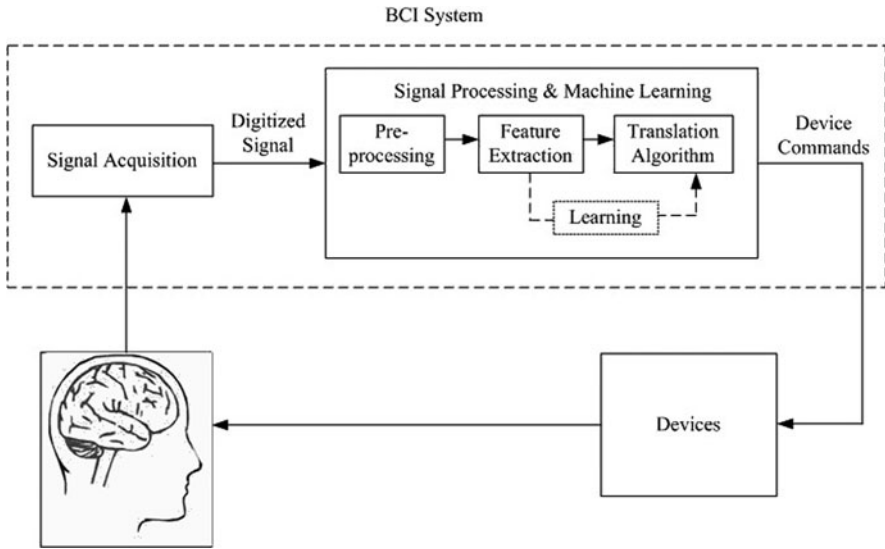 BCI System
Signal Processing & Machine Learning
Signal Acquisition
Digitized
Signal
Pre-
processing
Feature
Extraction
Translation
Algorithm
Learning
Device
Commands
Devices